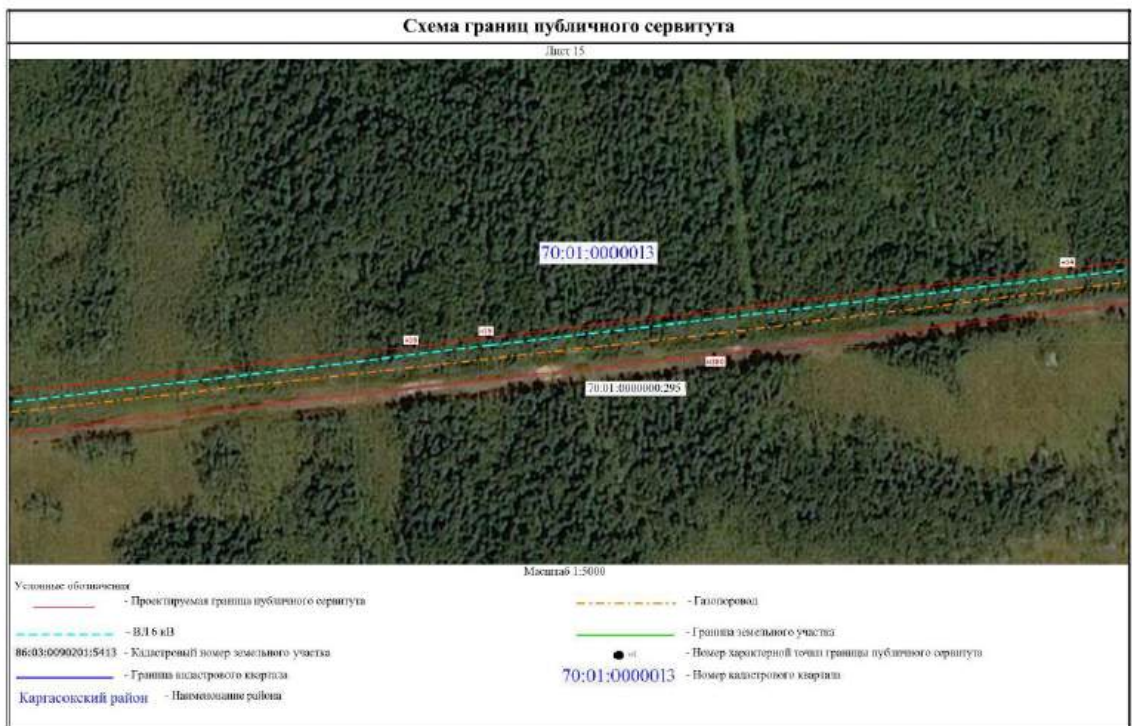 Схема границ публичного сервитута
Лист 15
70:01:0000013
70:01:0000000:295
Масштаб 1:5000
Условные обозначения
- Проектируемая граница публичного сервитута
- Газопоровод
- ВЛ 6 кВ
- Граница земельного участка
86:03:0090201:5413 - Кадастровый номер земельного участка
- Номер характерной точки границы публичного сервитута
- Граница кадастрового квартала
70:01:0000013 - Номер кадастрового квартала
Каргасокский район - Наименование района